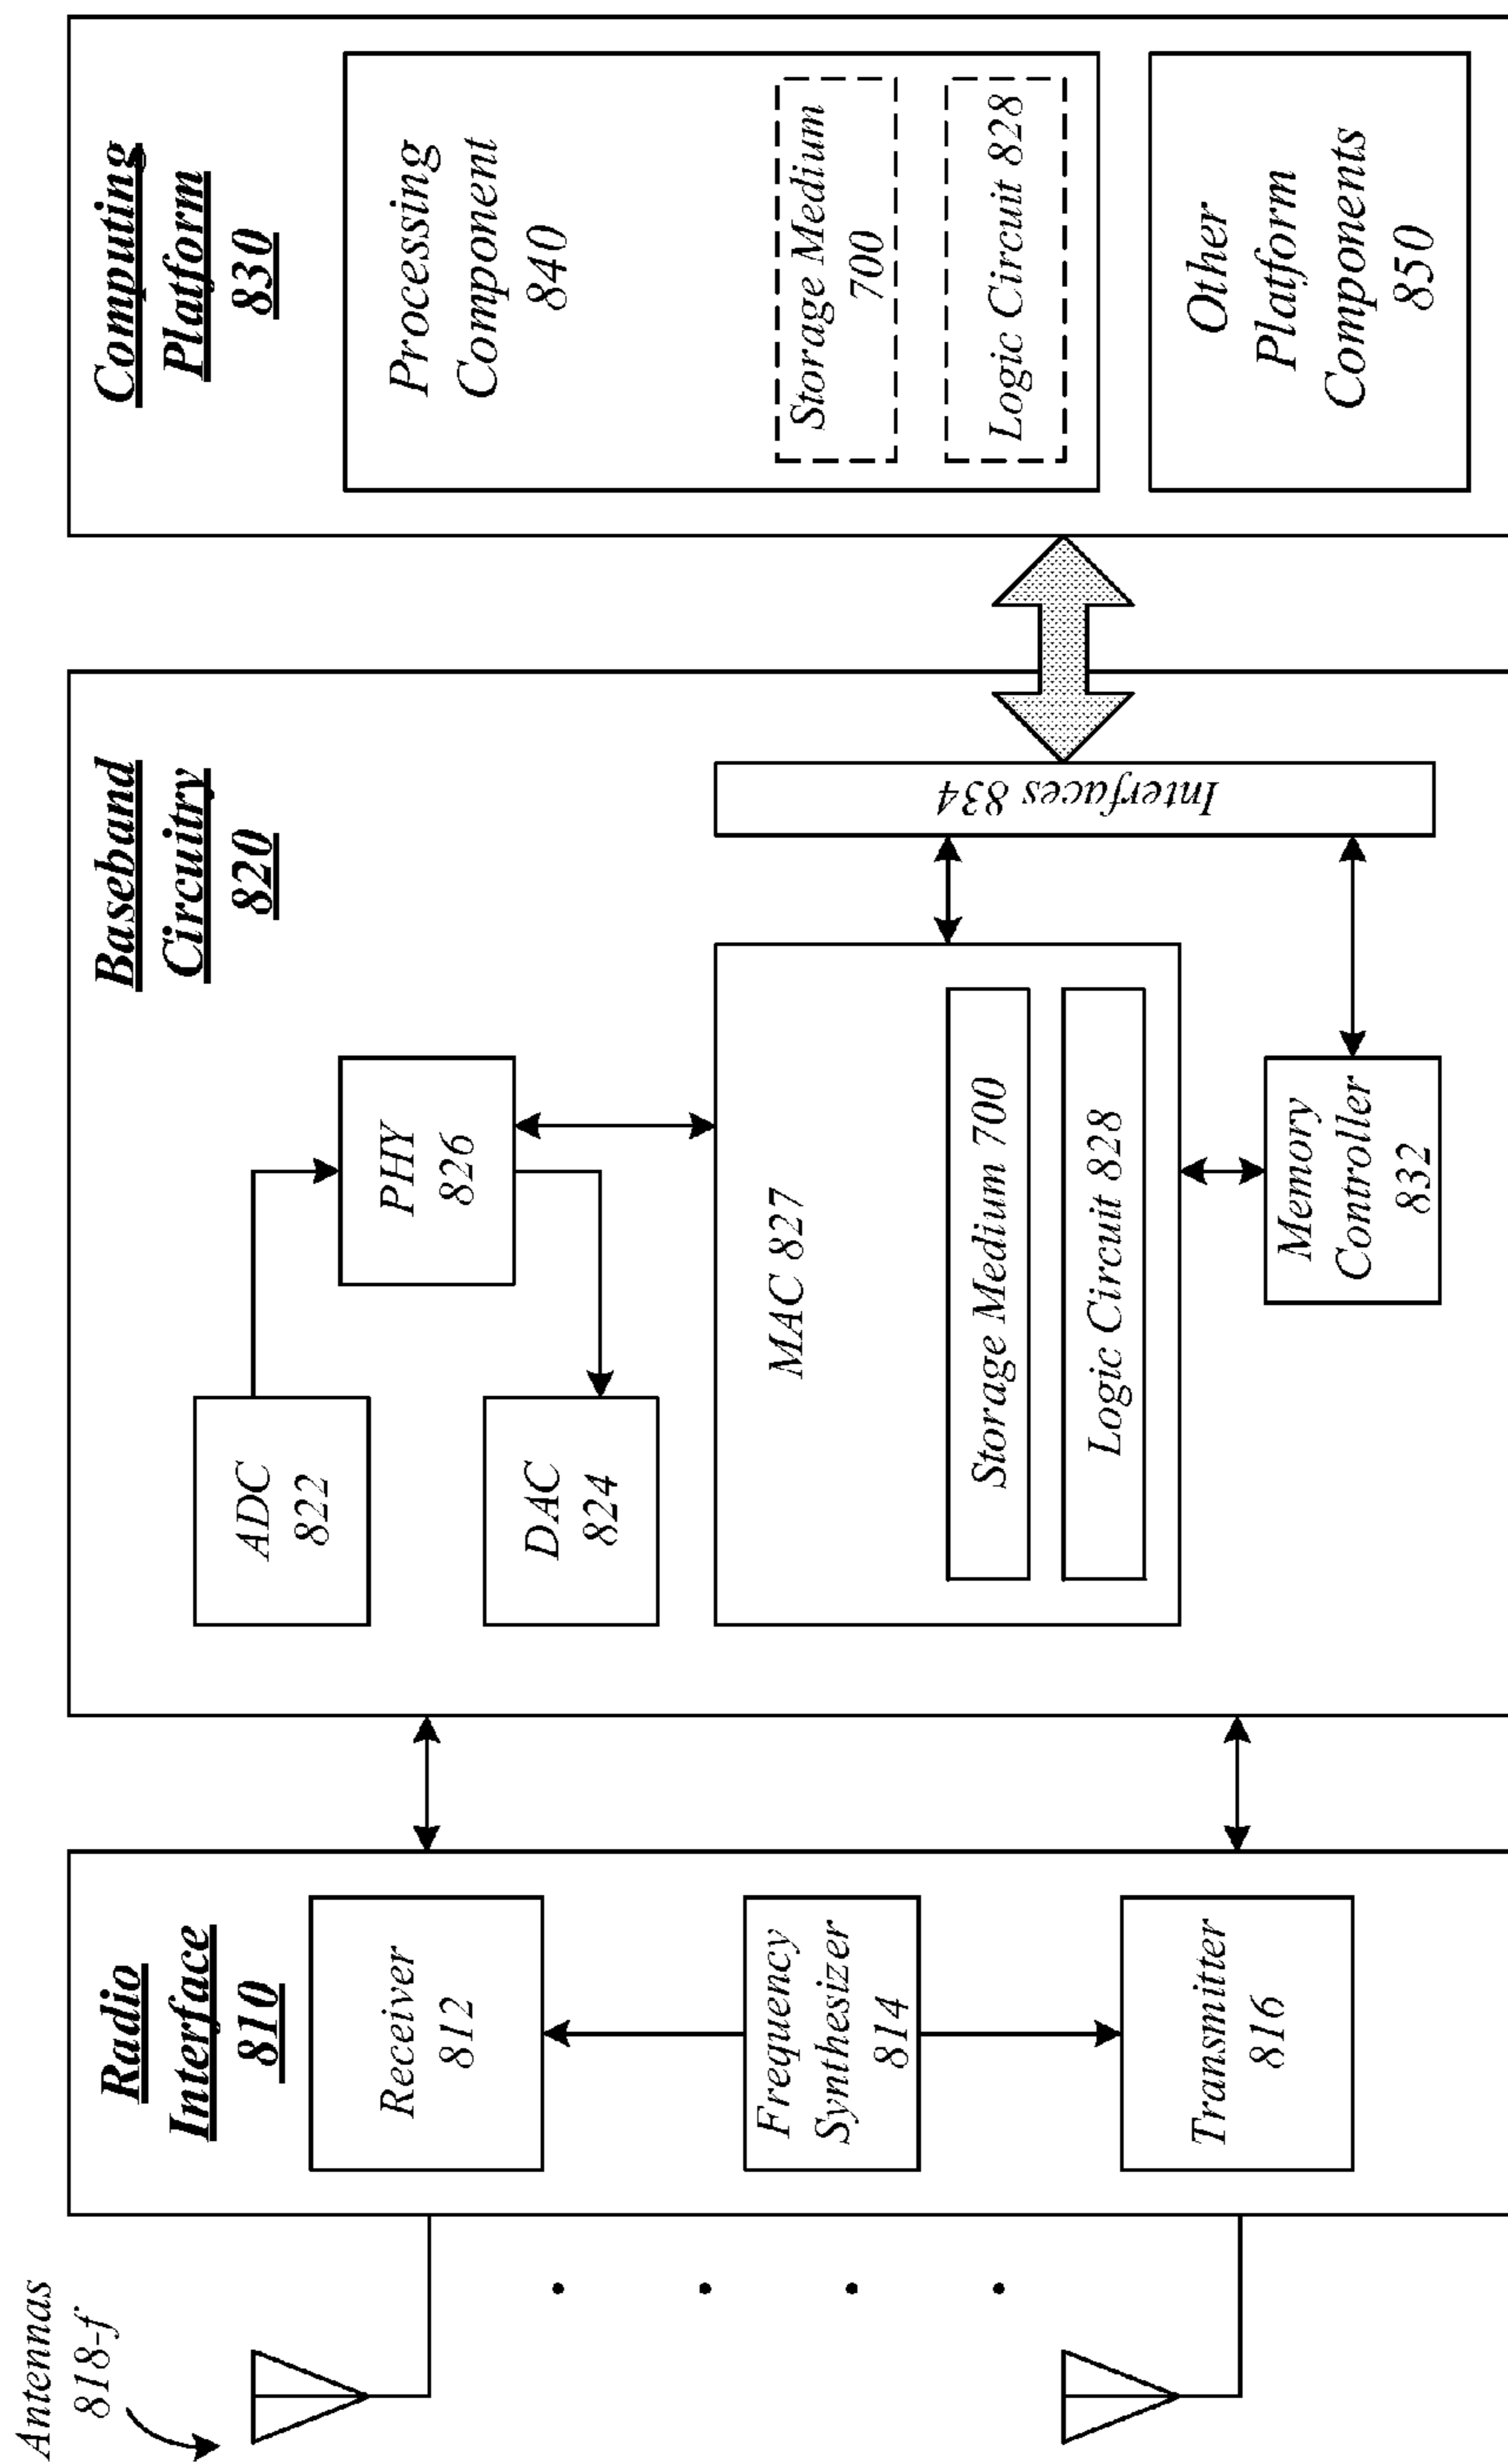 Antennas
818-f
Radio
Interface
810
Receiver
812
Frequency
Synthesizer
814
Transmitter
816
Baseband
Circuitry
820
ADC
822
PHY
826
DAC
824
MAC 827
Storage Medium 700
Logic Circuit 828
Memory
Controller
832
Interfaces 834
Computing
Platform
830
Processing
Component
840
Storage Medium
700
Logic Circuit 828
Other
Platform
Components
850